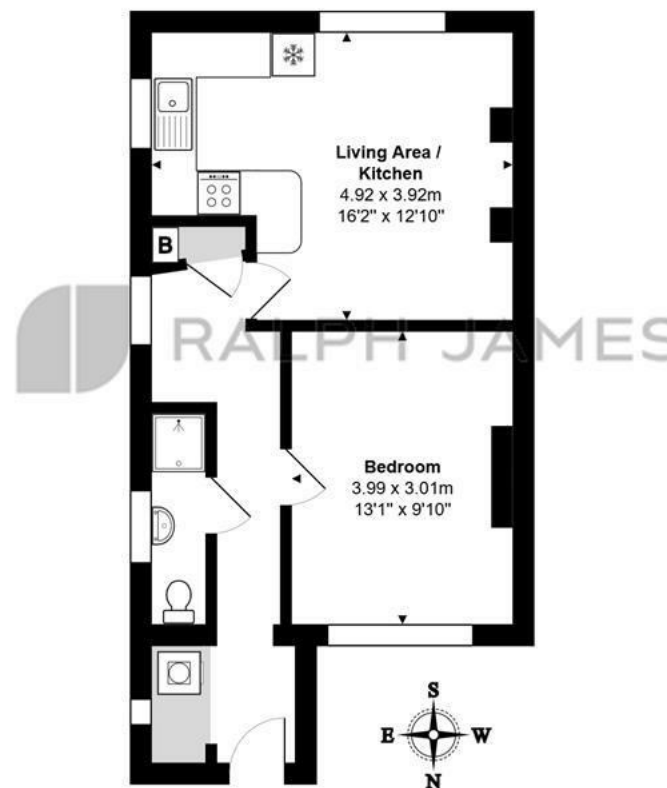 Living Area /
Kitchen
4.92 x 3.92m
16'2" x 12'10"
B
RALPH JAMES
Bedroom
3.99 x 3.01m
13'1" x 9'10"
S
E W
N